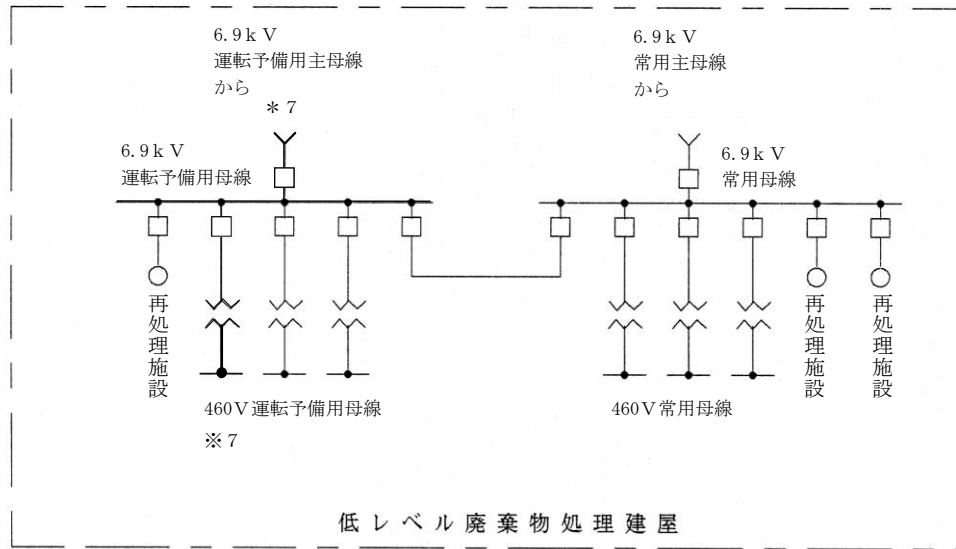 6.9kV
運転予備用主母線
から
＊7
6.9kV
運転予備用母線
6.9kV
常用主母線
から
6.9kV
常用母線
再処理施設
再処理施設
再処理施設
460V運転予備用母線
※7
460V常用母線
低レベル廃棄物処理建屋